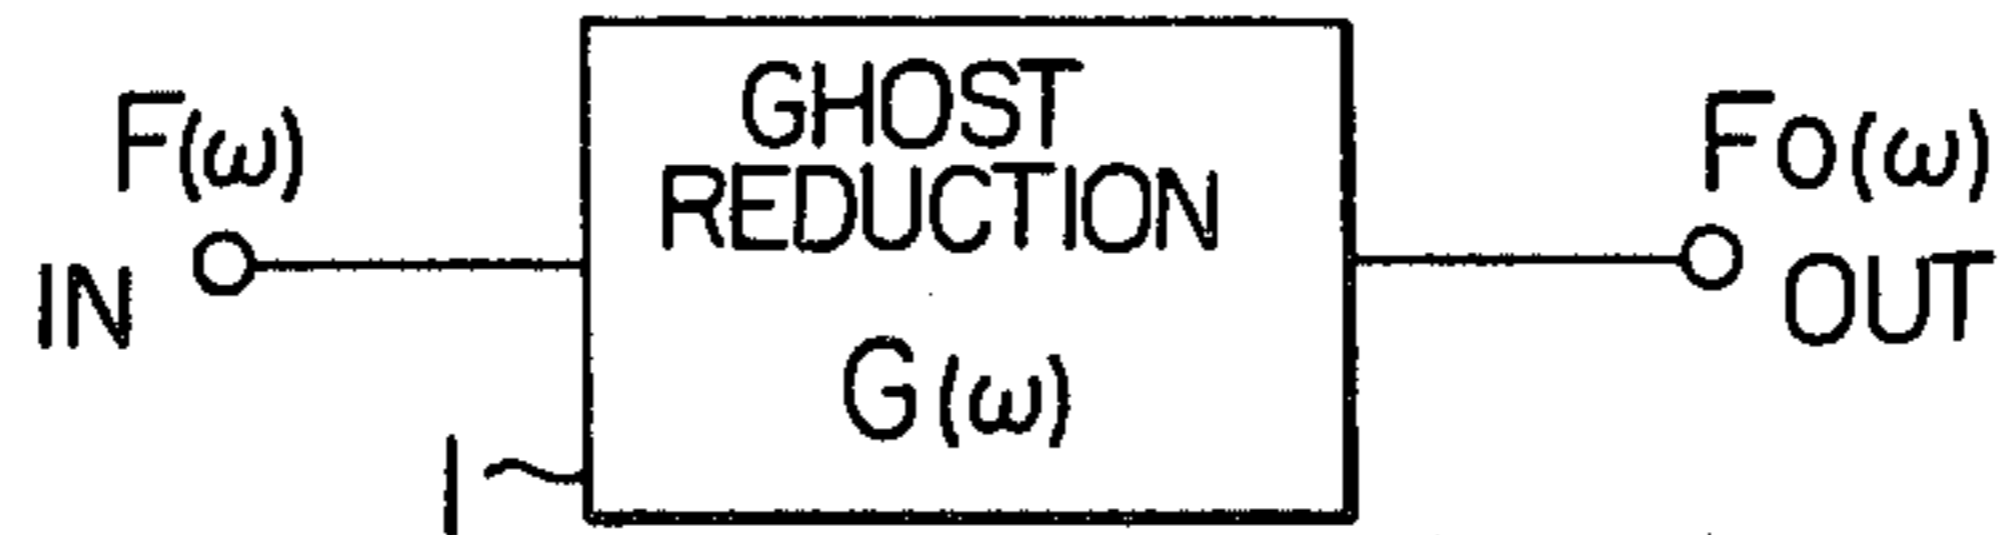 F(ω)
IN
GHOST
REDUCTION
G(ω)
1
Fo(ω)
OUT